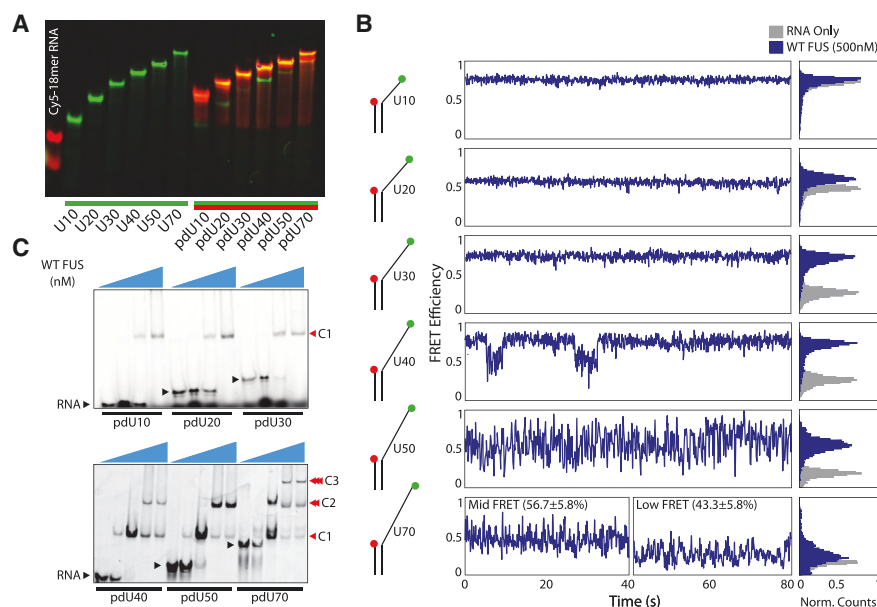 A
Cy5-18mer RNA
U10
U20
U30
U40
U50
U70
pdU10
pdU20
pdU30
pdU40
pdU50
pdU70
B
RNA Only
WT FUS (500nM)
U10
U20
U30
U40
U50
U70
FRET Efficiency
1
0.5
0
1
0.5
0
1
0.5
0
1
0.5
0
1
0.5
0
1
0.5
0
Mid FRET (56.7±5.8%)
Low FRET (43.3±5.8%)
0
20
40
60
80
Time (s)
0
0.5
1
Norm. Counts
C
WT FUS
(nM)
C1
RNA
pdU10
pdU20
pdU30
C3
C2
C1
RNA
pdU40
pdU50
pdU70